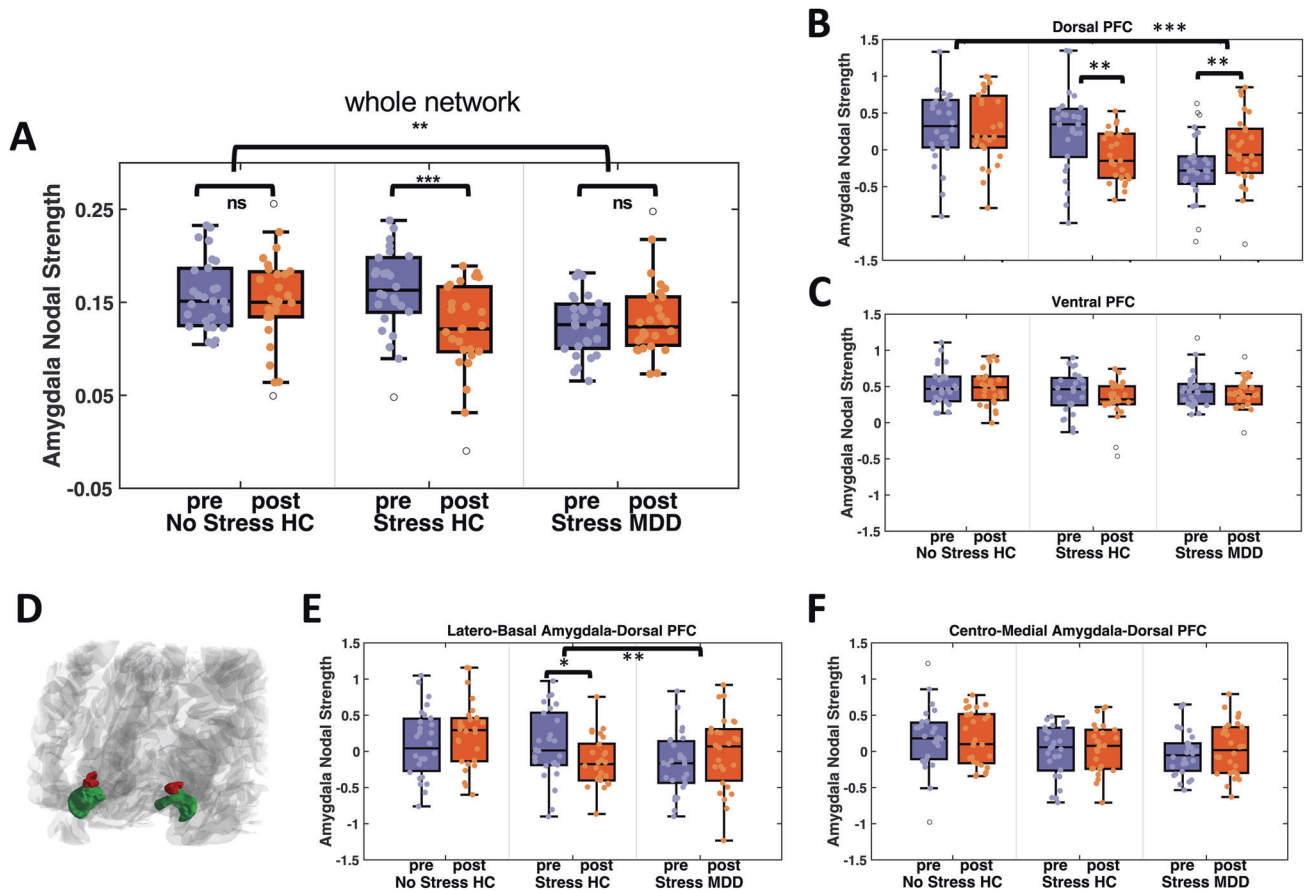 A
whole network
**
ns
***
ns
Amygdala Nodal Strength
0.25
0.15
0.05
-0.05
pre post pre post pre post
No Stress HC Stress HC Stress MDD
B
Dorsal PFC ***
** **
Amygdala Nodal Strength
1.5
1
0.5
0
-0.5
-1
-1.5
C
Ventral PFC
Amygdala Nodal Strength
1.5
1
0.5
0
0.5
-1
-1.5
pre post pre post pre post
No Stress HC Stress HC Stress MDD
D
E
Latero-Basal Amygdala-Dorsal PFC
* **
Amygdala Nodal Strength
1.5
1
0.5
0
-0.5
-1
-1.5
pre post pre post pre post
No Stress HC Stress HC Stress MDD
F
Centro-Medial Amygdala-Dorsal PFC
Amygdala Nodal Strength
1.5
1
0.5
0
-0.5
-1
-1.5
pre post pre post pre post
No Stress HC Stress HC Stress MDD